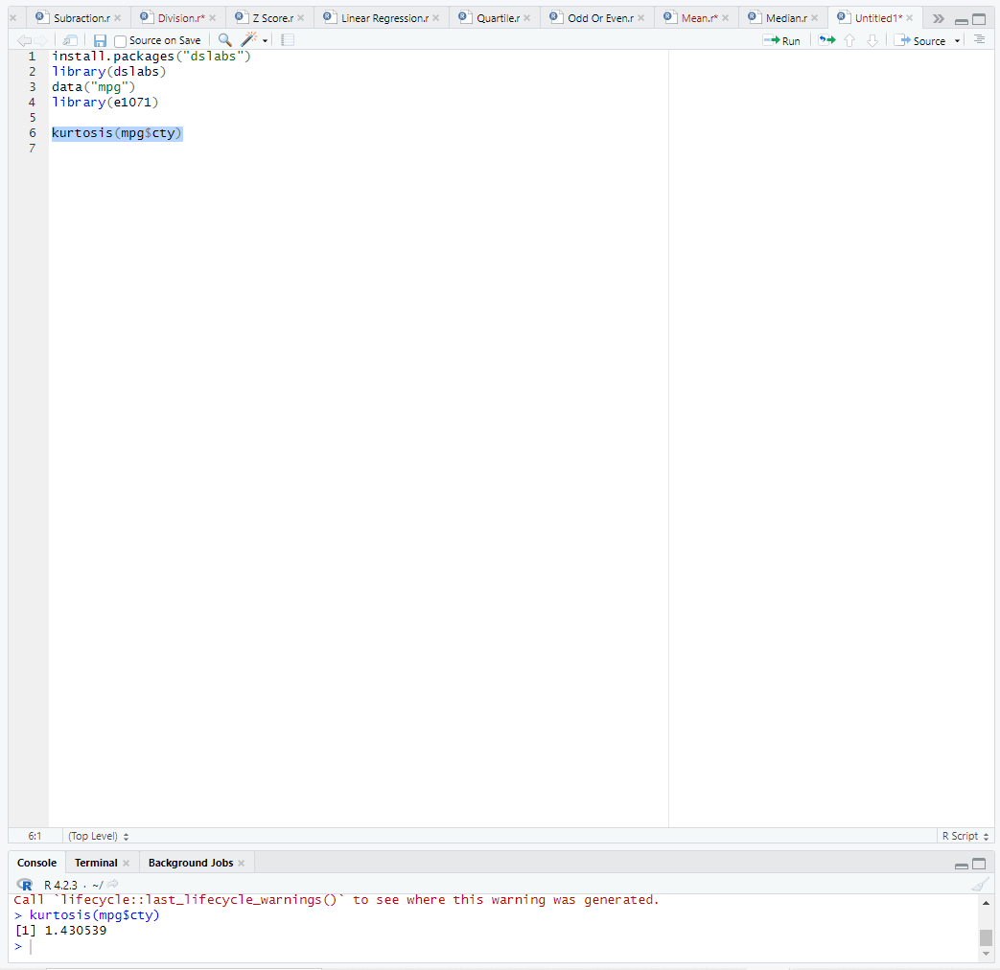 Subtraction.r Division.r* Z Score.r Linear Regression.r Quartile.r Odd Or Even.r Mean.r* Median.r Untitled1*
Source on Save Run Source
1 install.packages("dslabs")
2 library(dslabs)
3 data("mpg")
4 library(e1071)
5
6 kurtosis(mpg$cty)
7
6:1 (Top Level) R Script
Console Terminal Background Jobs
R 4.2.3 · ~/
Call `lifecycle::last_lifecycle_warnings()` to see where this warning was generated.
> kurtosis(mpg$cty)
[1] 1.430539
>